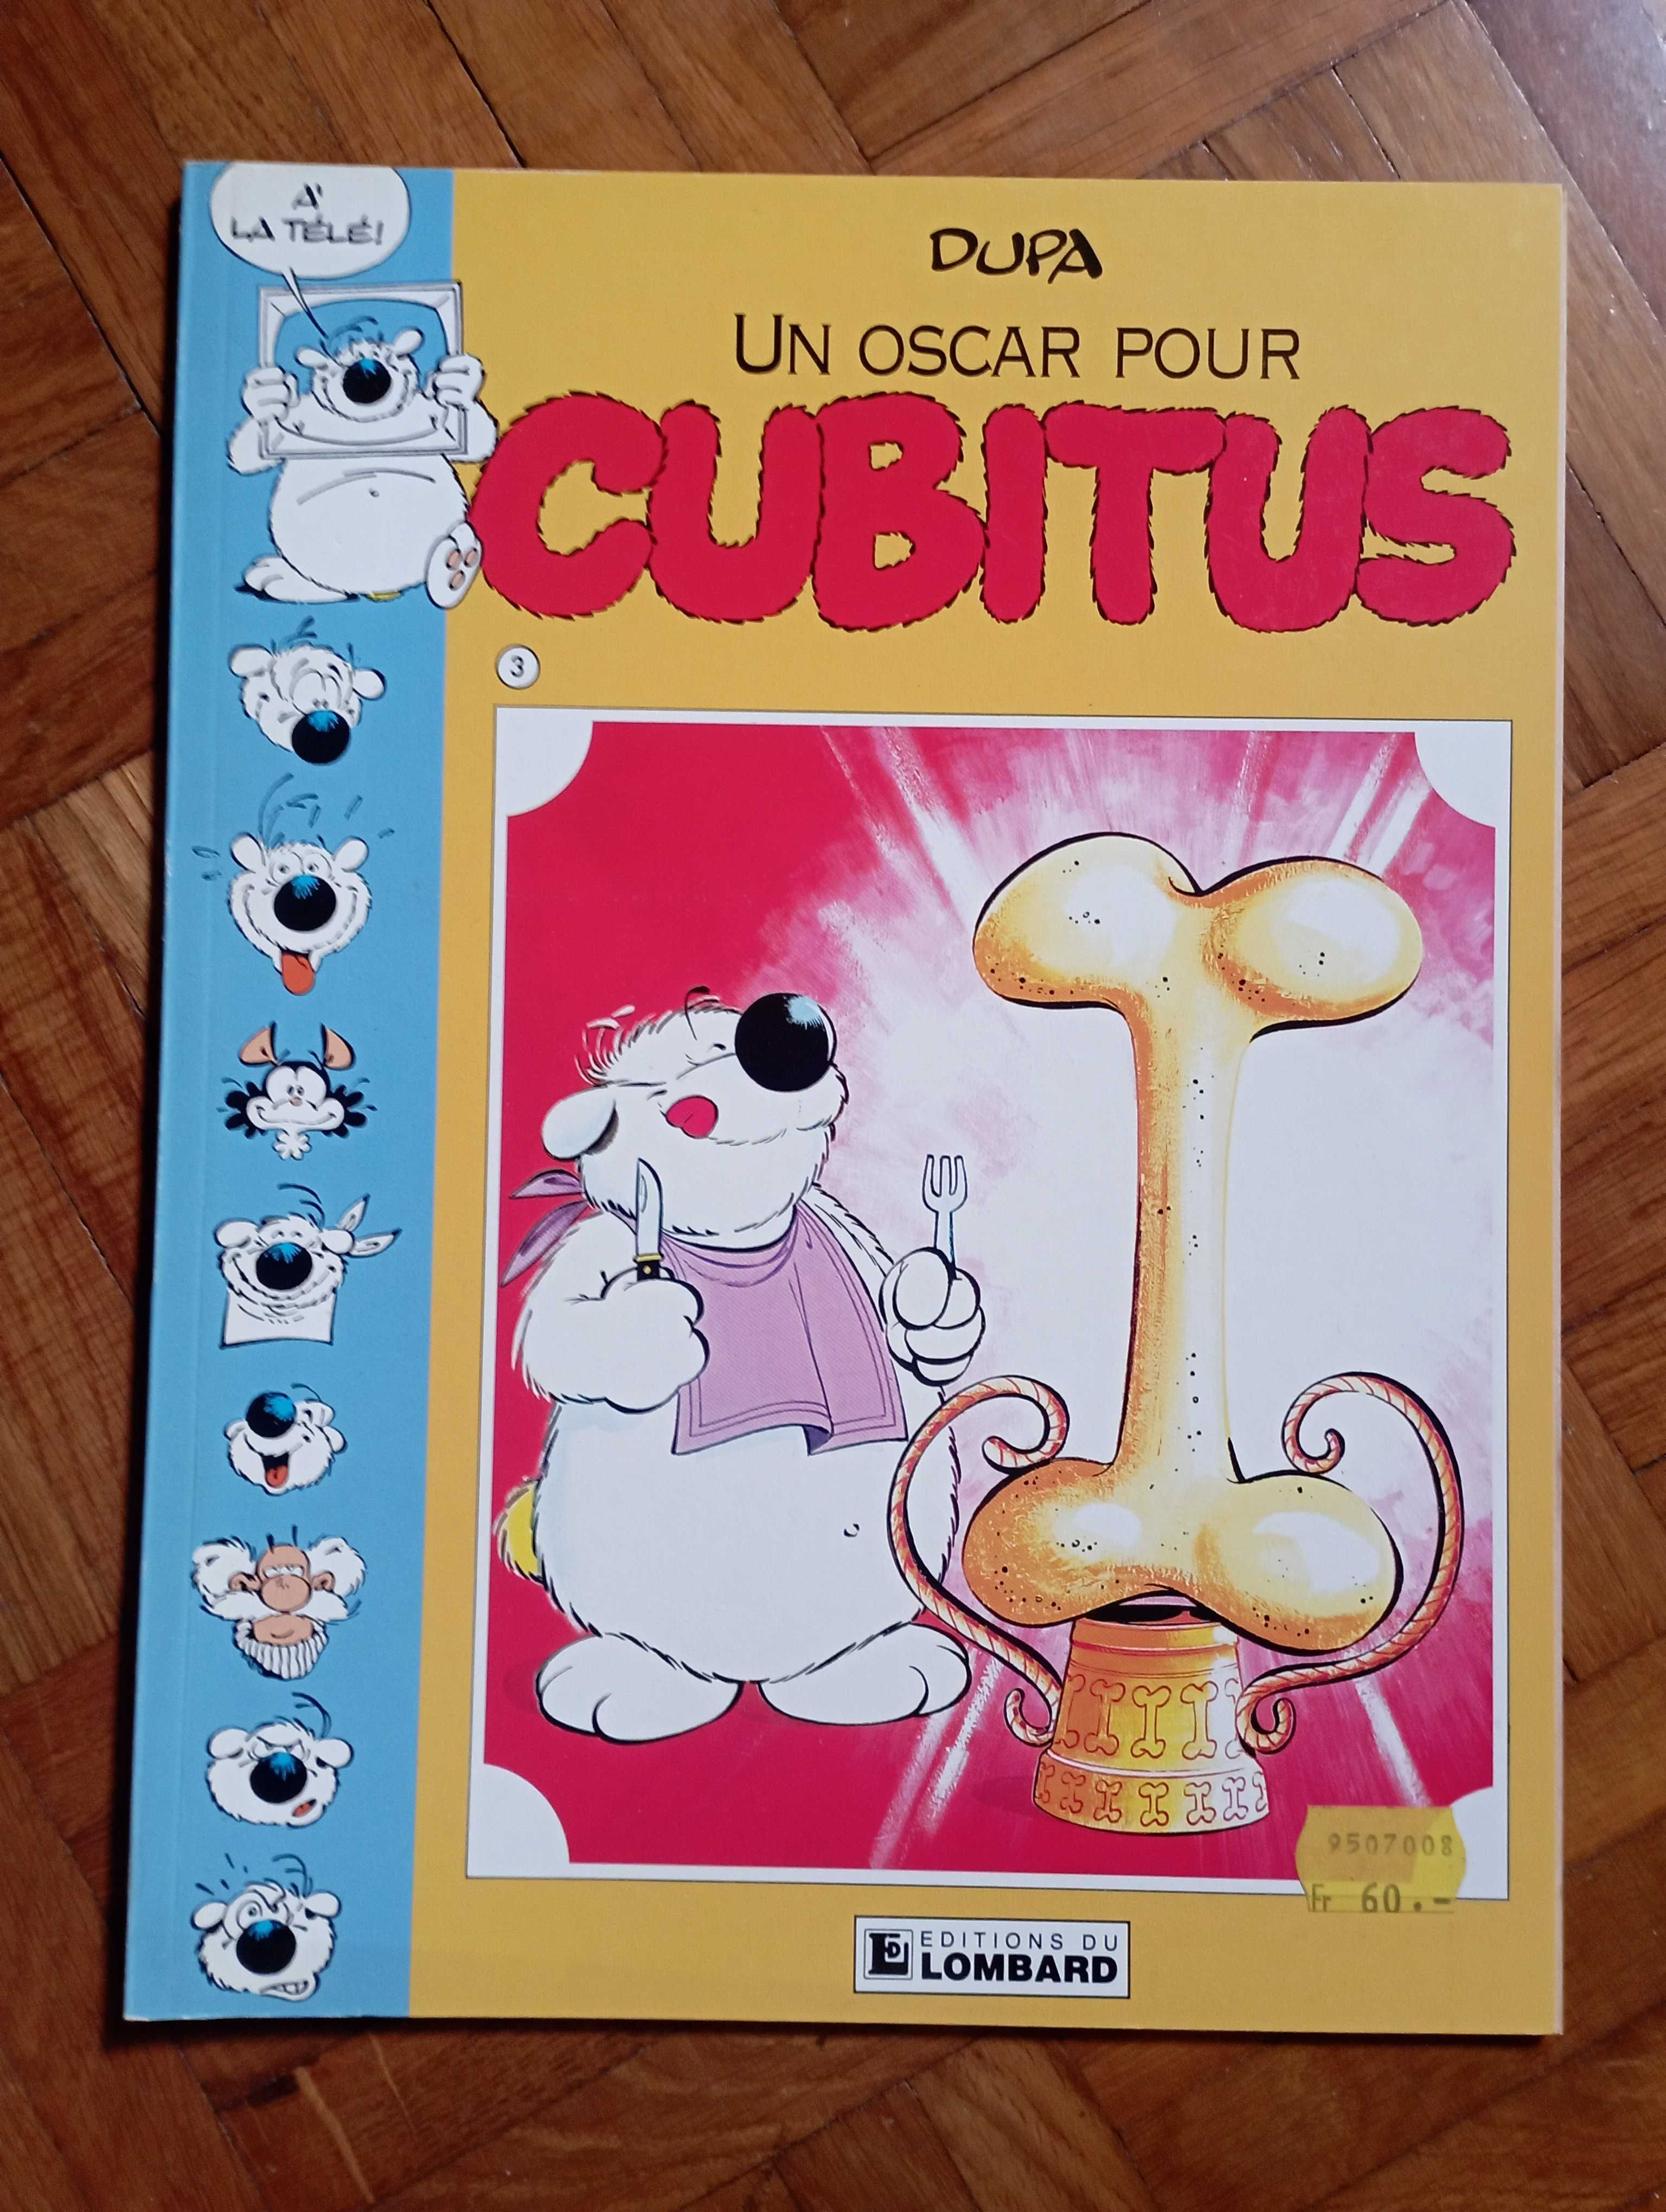 A'
LA TÉLÉ!
DUPA
UN OSCAR POUR
CUBITUS
3
9507008
Fr 60.-
EDITIONS DU
LOMBARD